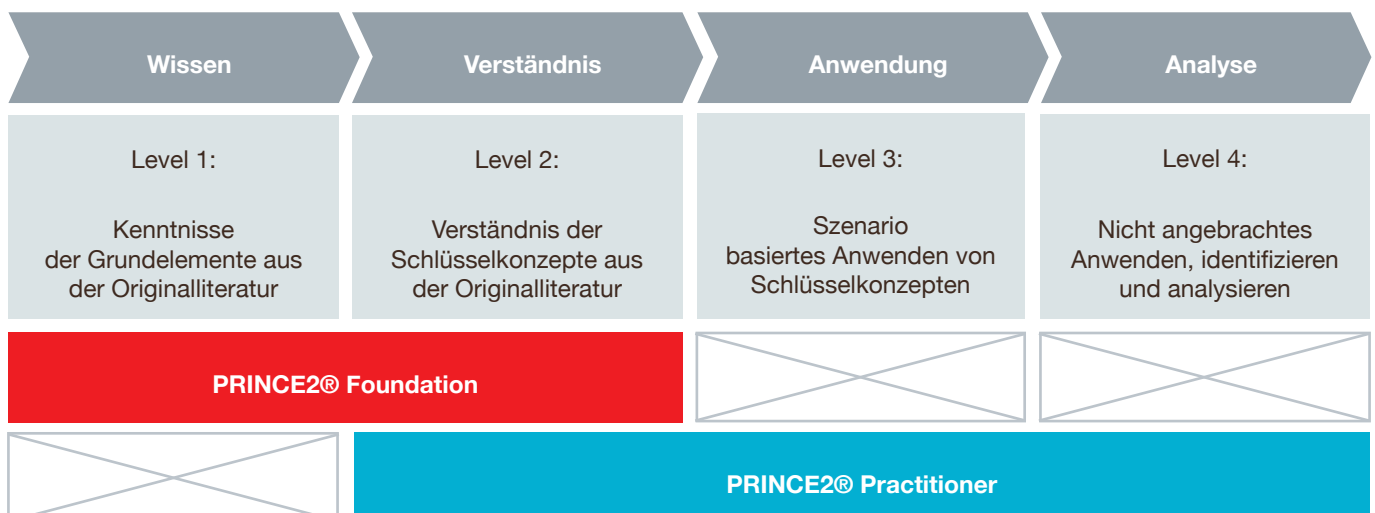 Wissen
Verständnis
Anwendung
Analyse
Level 1:
Kenntnisse
der Grundelemente aus
der Originalliteratur
Level 2:
Verständnis der
Schlüsselkonzepte aus
der Originalliteratur
Level 3:
Szenario
basiertes Anwenden von
Schlüsselkonzepten
Level 4:
Nicht angebrachtes
Anwenden, identifizieren
und analysieren
PRINCE2® Foundation
PRINCE2® Practitioner